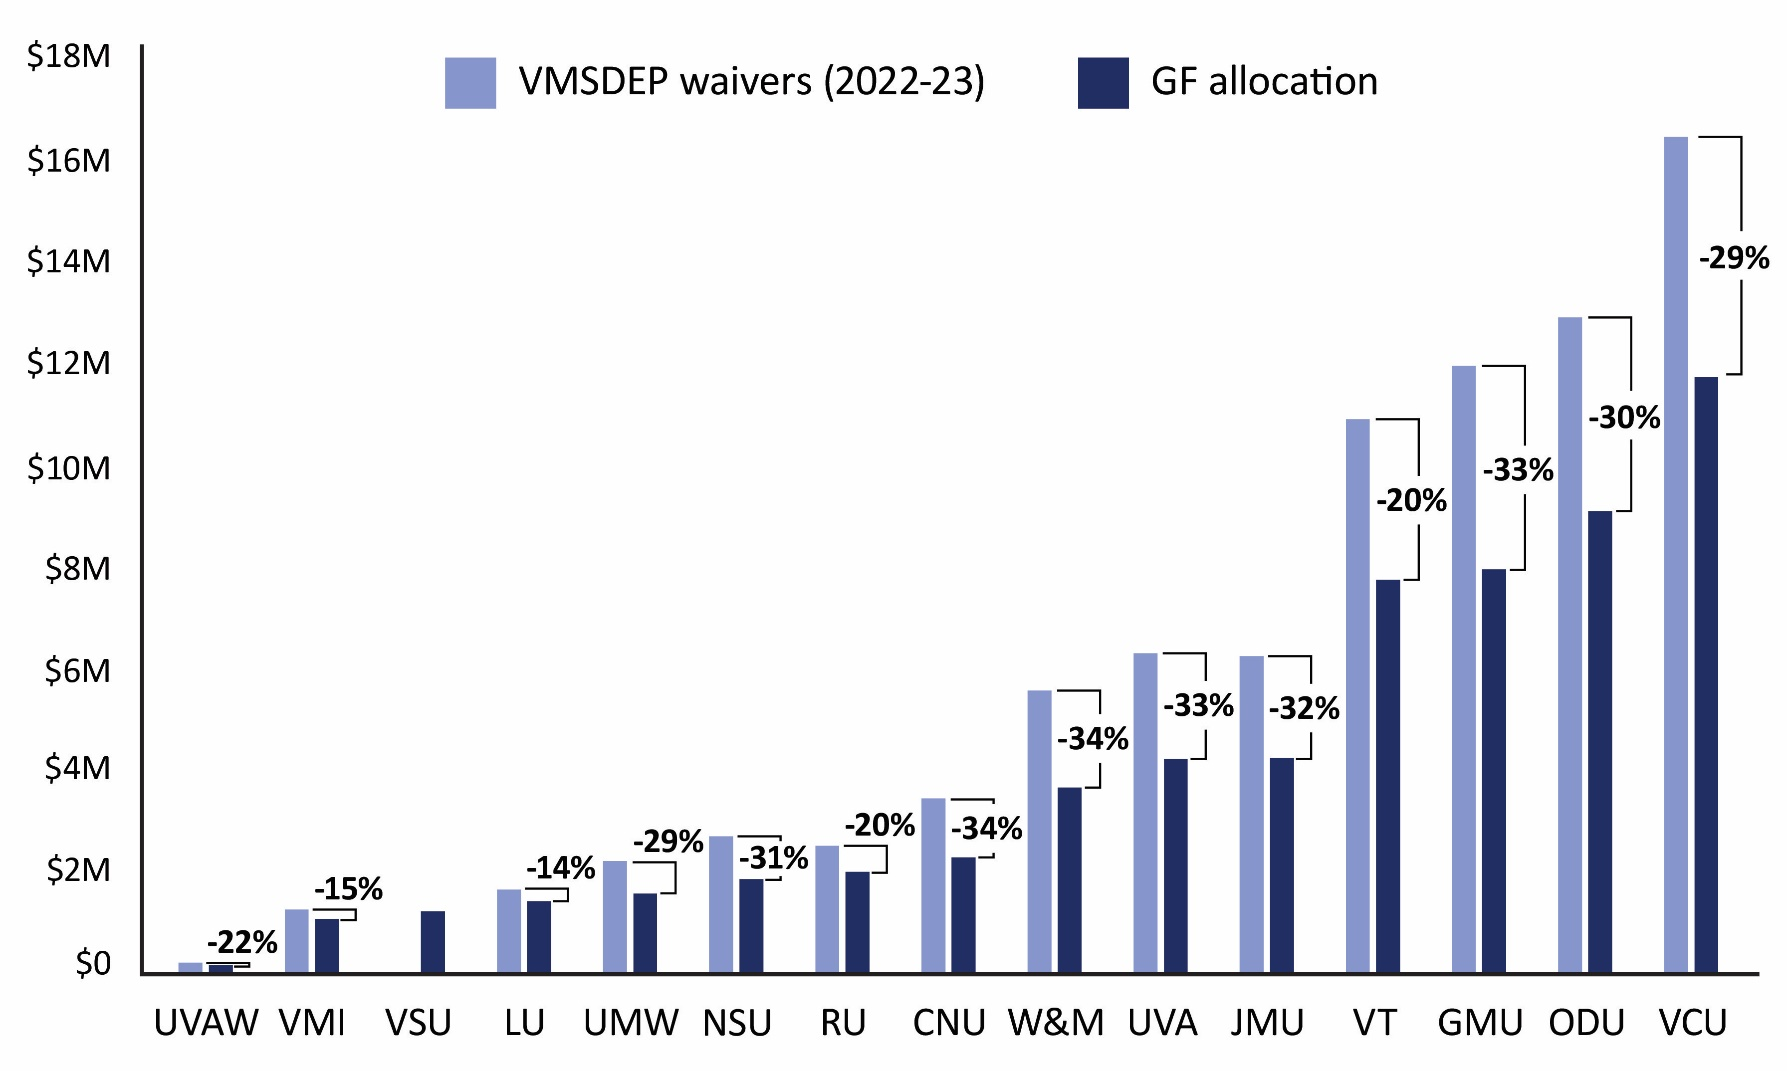 VMSDEP waivers (2022-23)
GF allocation
$18M
$16M
$14M
$12M
$10M
$8M
$6M
$4M
$2M
$0
-22%
-15%
-14%
-29%
-31%
-20%
-34%
-34%
-33%
-32%
-20%
-33%
-30%
-29%
UVAW VMI VSU LU UMW NSU RU CNU W&M UVA JMU VT GMU ODU VCU